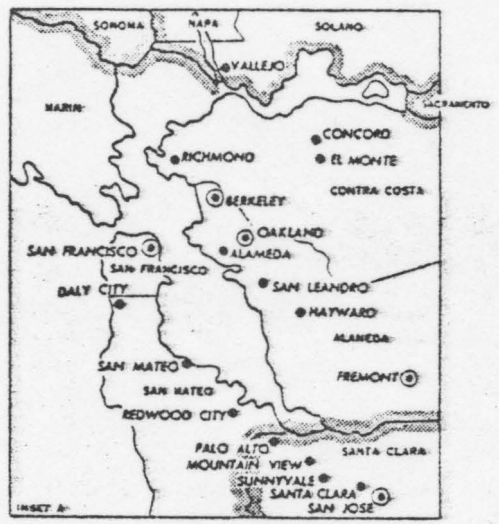 SONOMA
NAPA
SOLANO
VALLEJO
MARIN
SACRAMENTO
CONCORD
RICHMOND
EL MONTE
CONTRA COSTA
BERKELEY
OAKLAND
SAN FRANCISCO
ALAMEDA
SAN FRANCISCO
SAN LEANDRO
DALY CITY
HAYWARD
ALAMEDA
SAN MATEO
FREMONT
SAN MATEO
REDWOOD CITY
PALO ALTO
SANTA CLARA
MOUNTAIN VIEW
SUNNYVALE
SANTA CLARA
SAN JOSE
INSET A